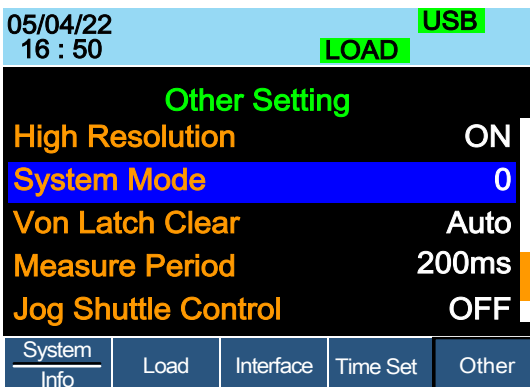 05/04/22 USB
16 : 50 LOAD
Other Setting
High Resolution ON
System Mode 0
Von Latch Clear Auto
Measure Period 200ms
Jog Shuttle Control OFF
System
Info Load Interface Time Set Other